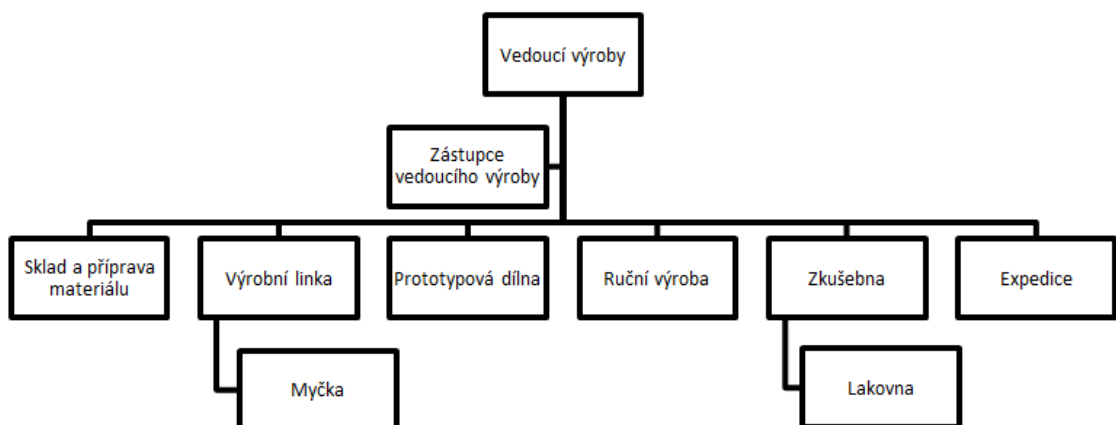 Vedoucí výroby
Zástupce
vedoucího výroby
Sklad a příprava
materiálu
Výrobní linka
Prototypová dílna
Ruční výroba
Zkušebna
Expedice
Myčka
Lakovna